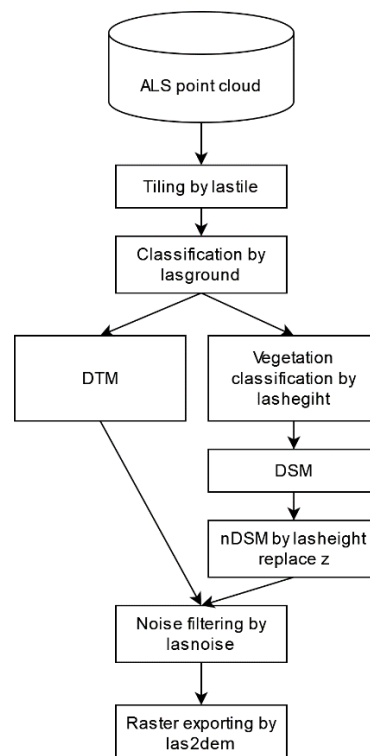 ALS point cloud
Tiling by lastile
Classification by
lasground
DTM
Vegetation
classification by
lashegiht
DSM
nDSM by lasheight
replace z
Noise filtering by
lasnoise
Raster exporting by
las2dem